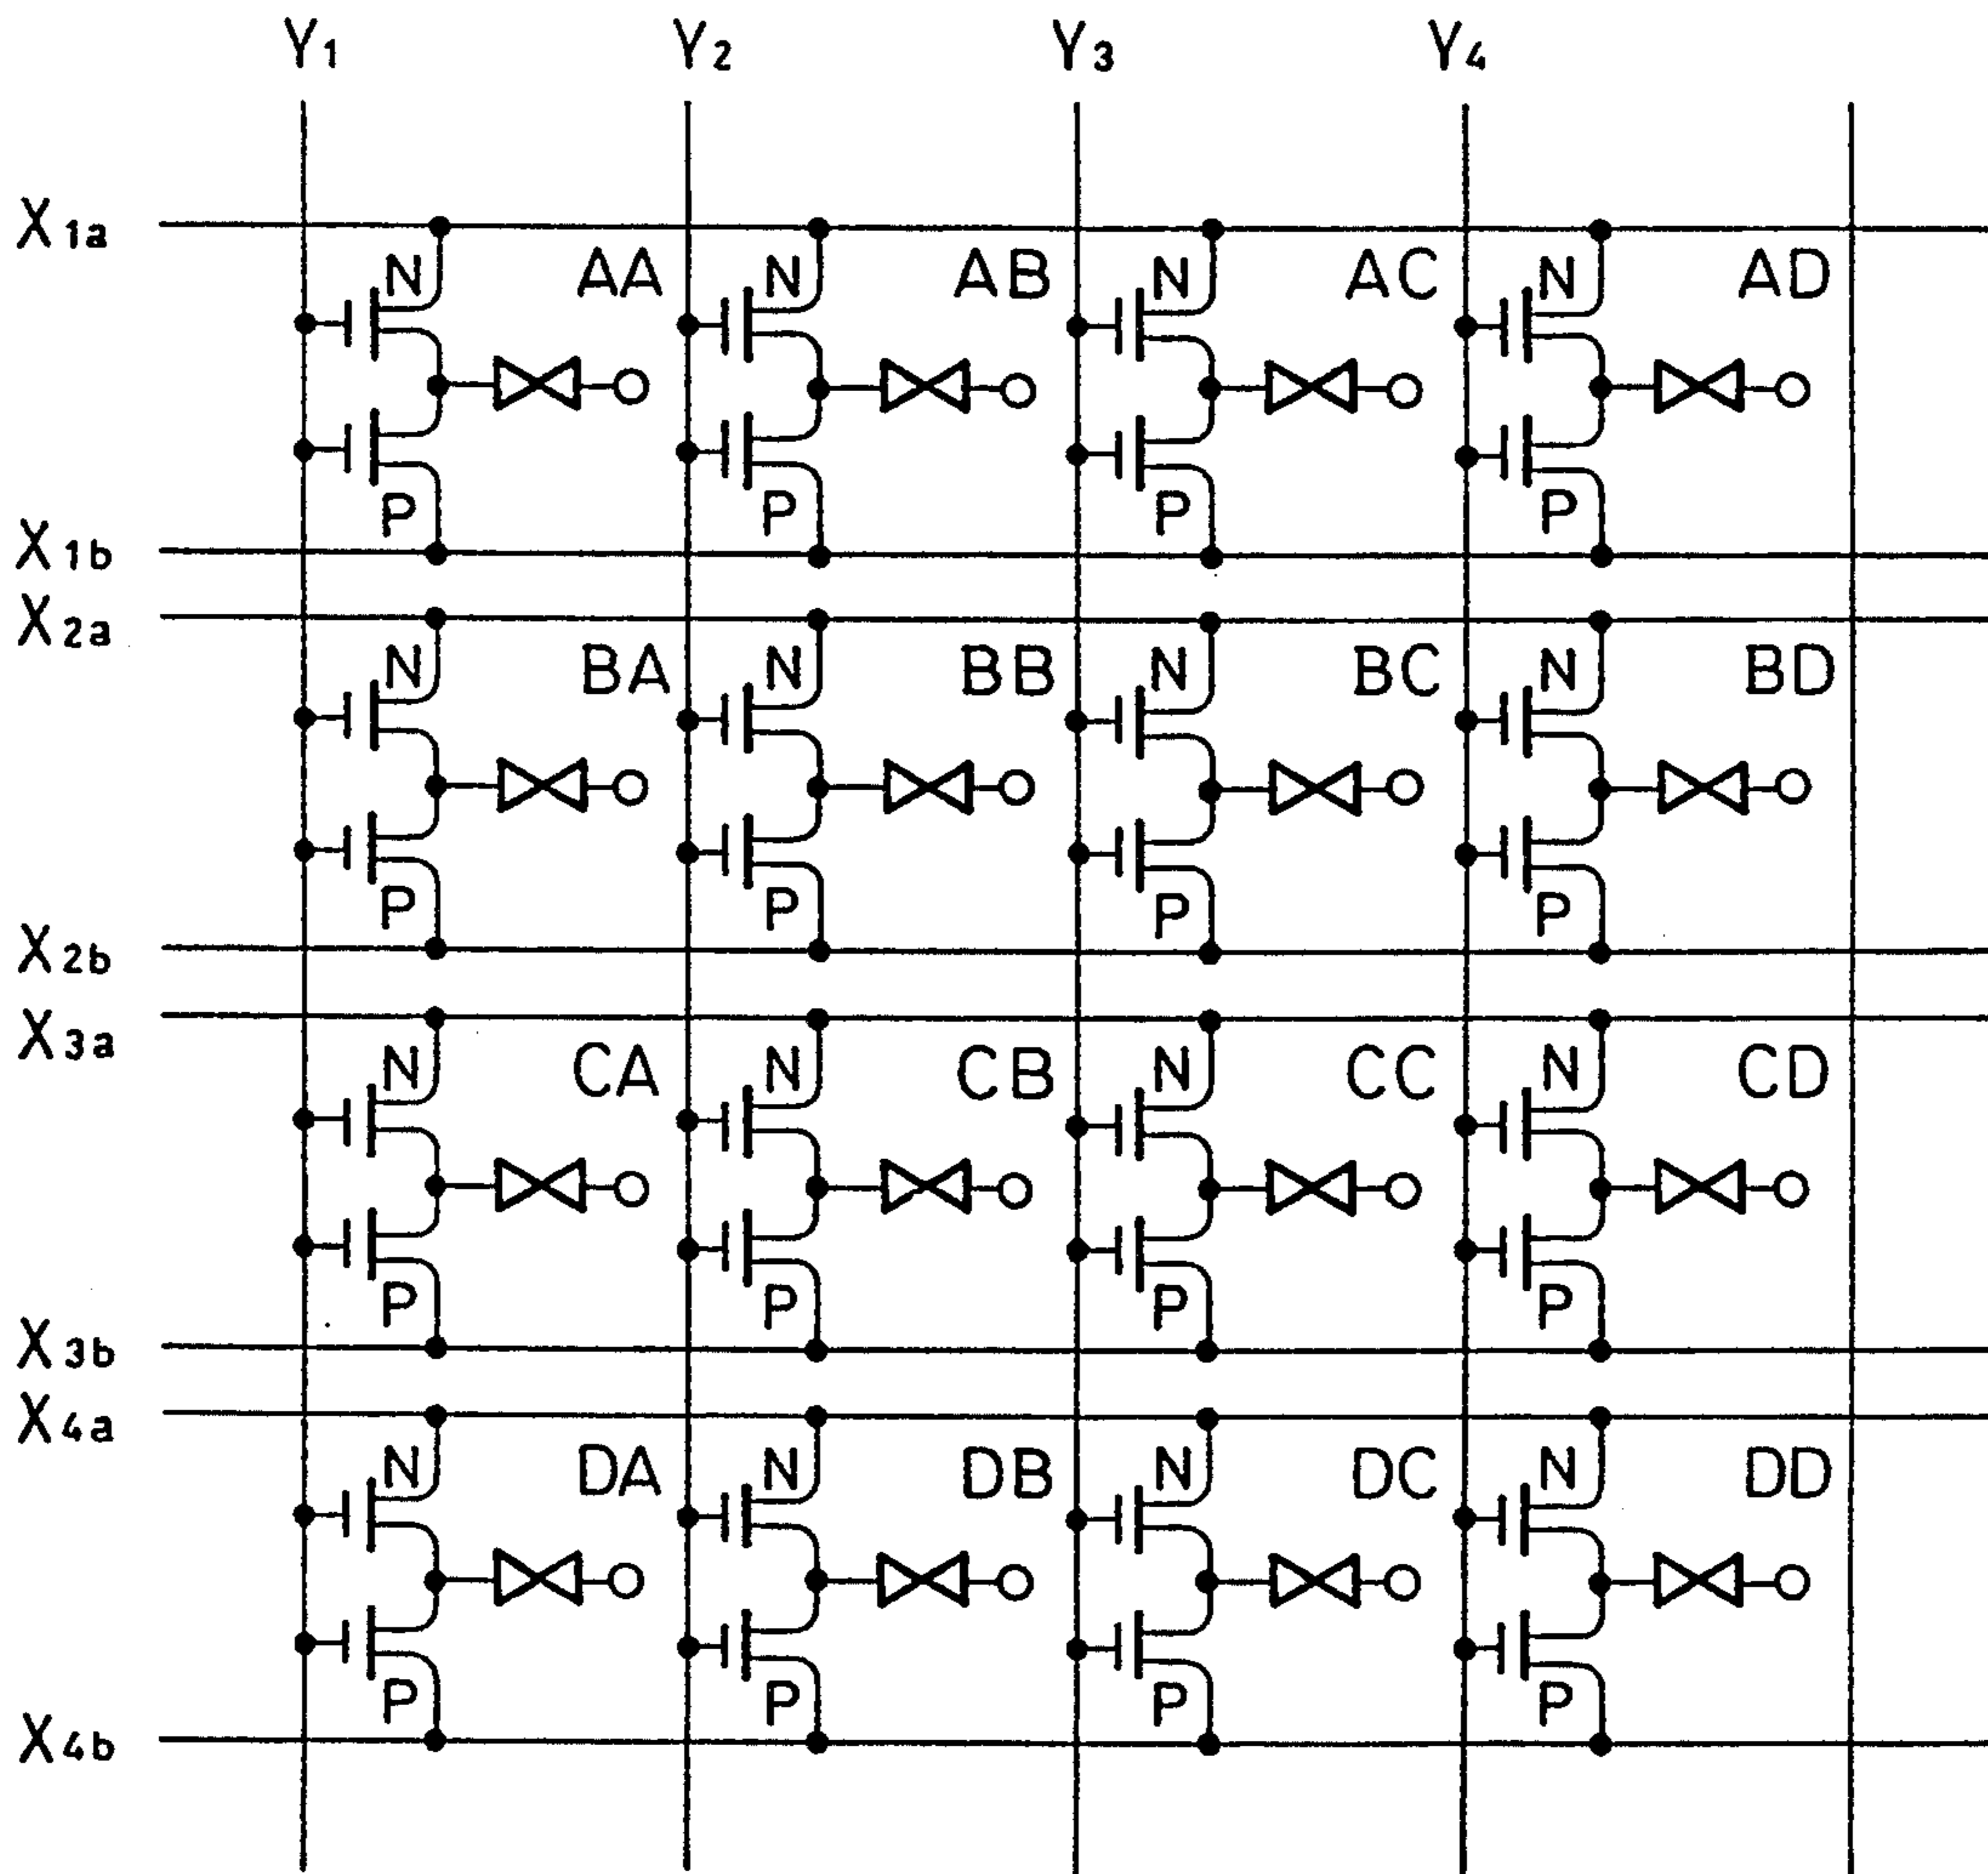 Y1 Y2 Y3 Y4
X1a
N AA N AB N AC N AD
P P P P
X1b
X2a
N BA N BB N BC N BD
P P P P
X2b
X3a
N CA N CB N CC N CD
P P P P
X3b
X4a
N DA N DB N DC N DD
P P P P
X4b